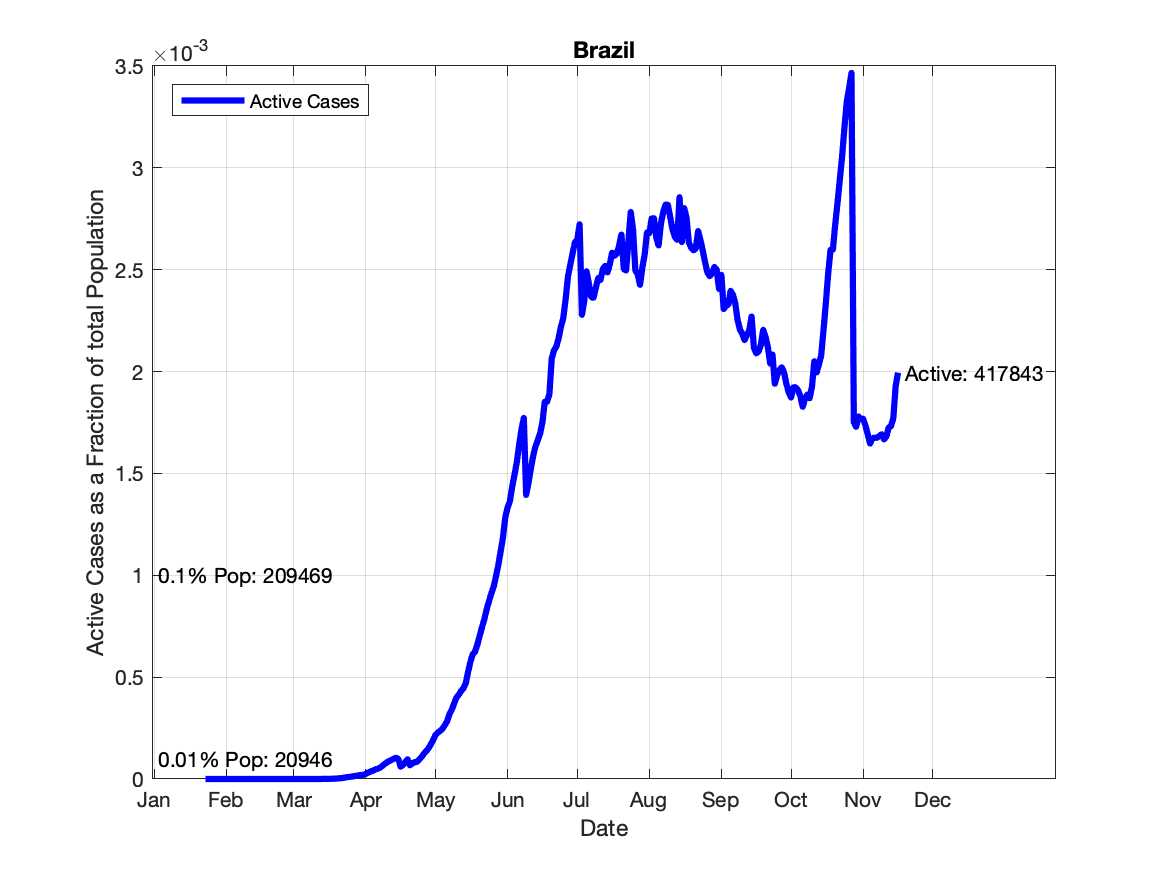 Brazil
×10-3
Active Cases
3.5
3
2.5
2
1.5
1
0.5
0
Active Cases as a Fraction of total Population
Active: 417843
0.1% Pop: 209469
0.01% Pop: 20946
Jan Feb Mar Apr May Jun Jul Aug Sep Oct Nov Dec
Date